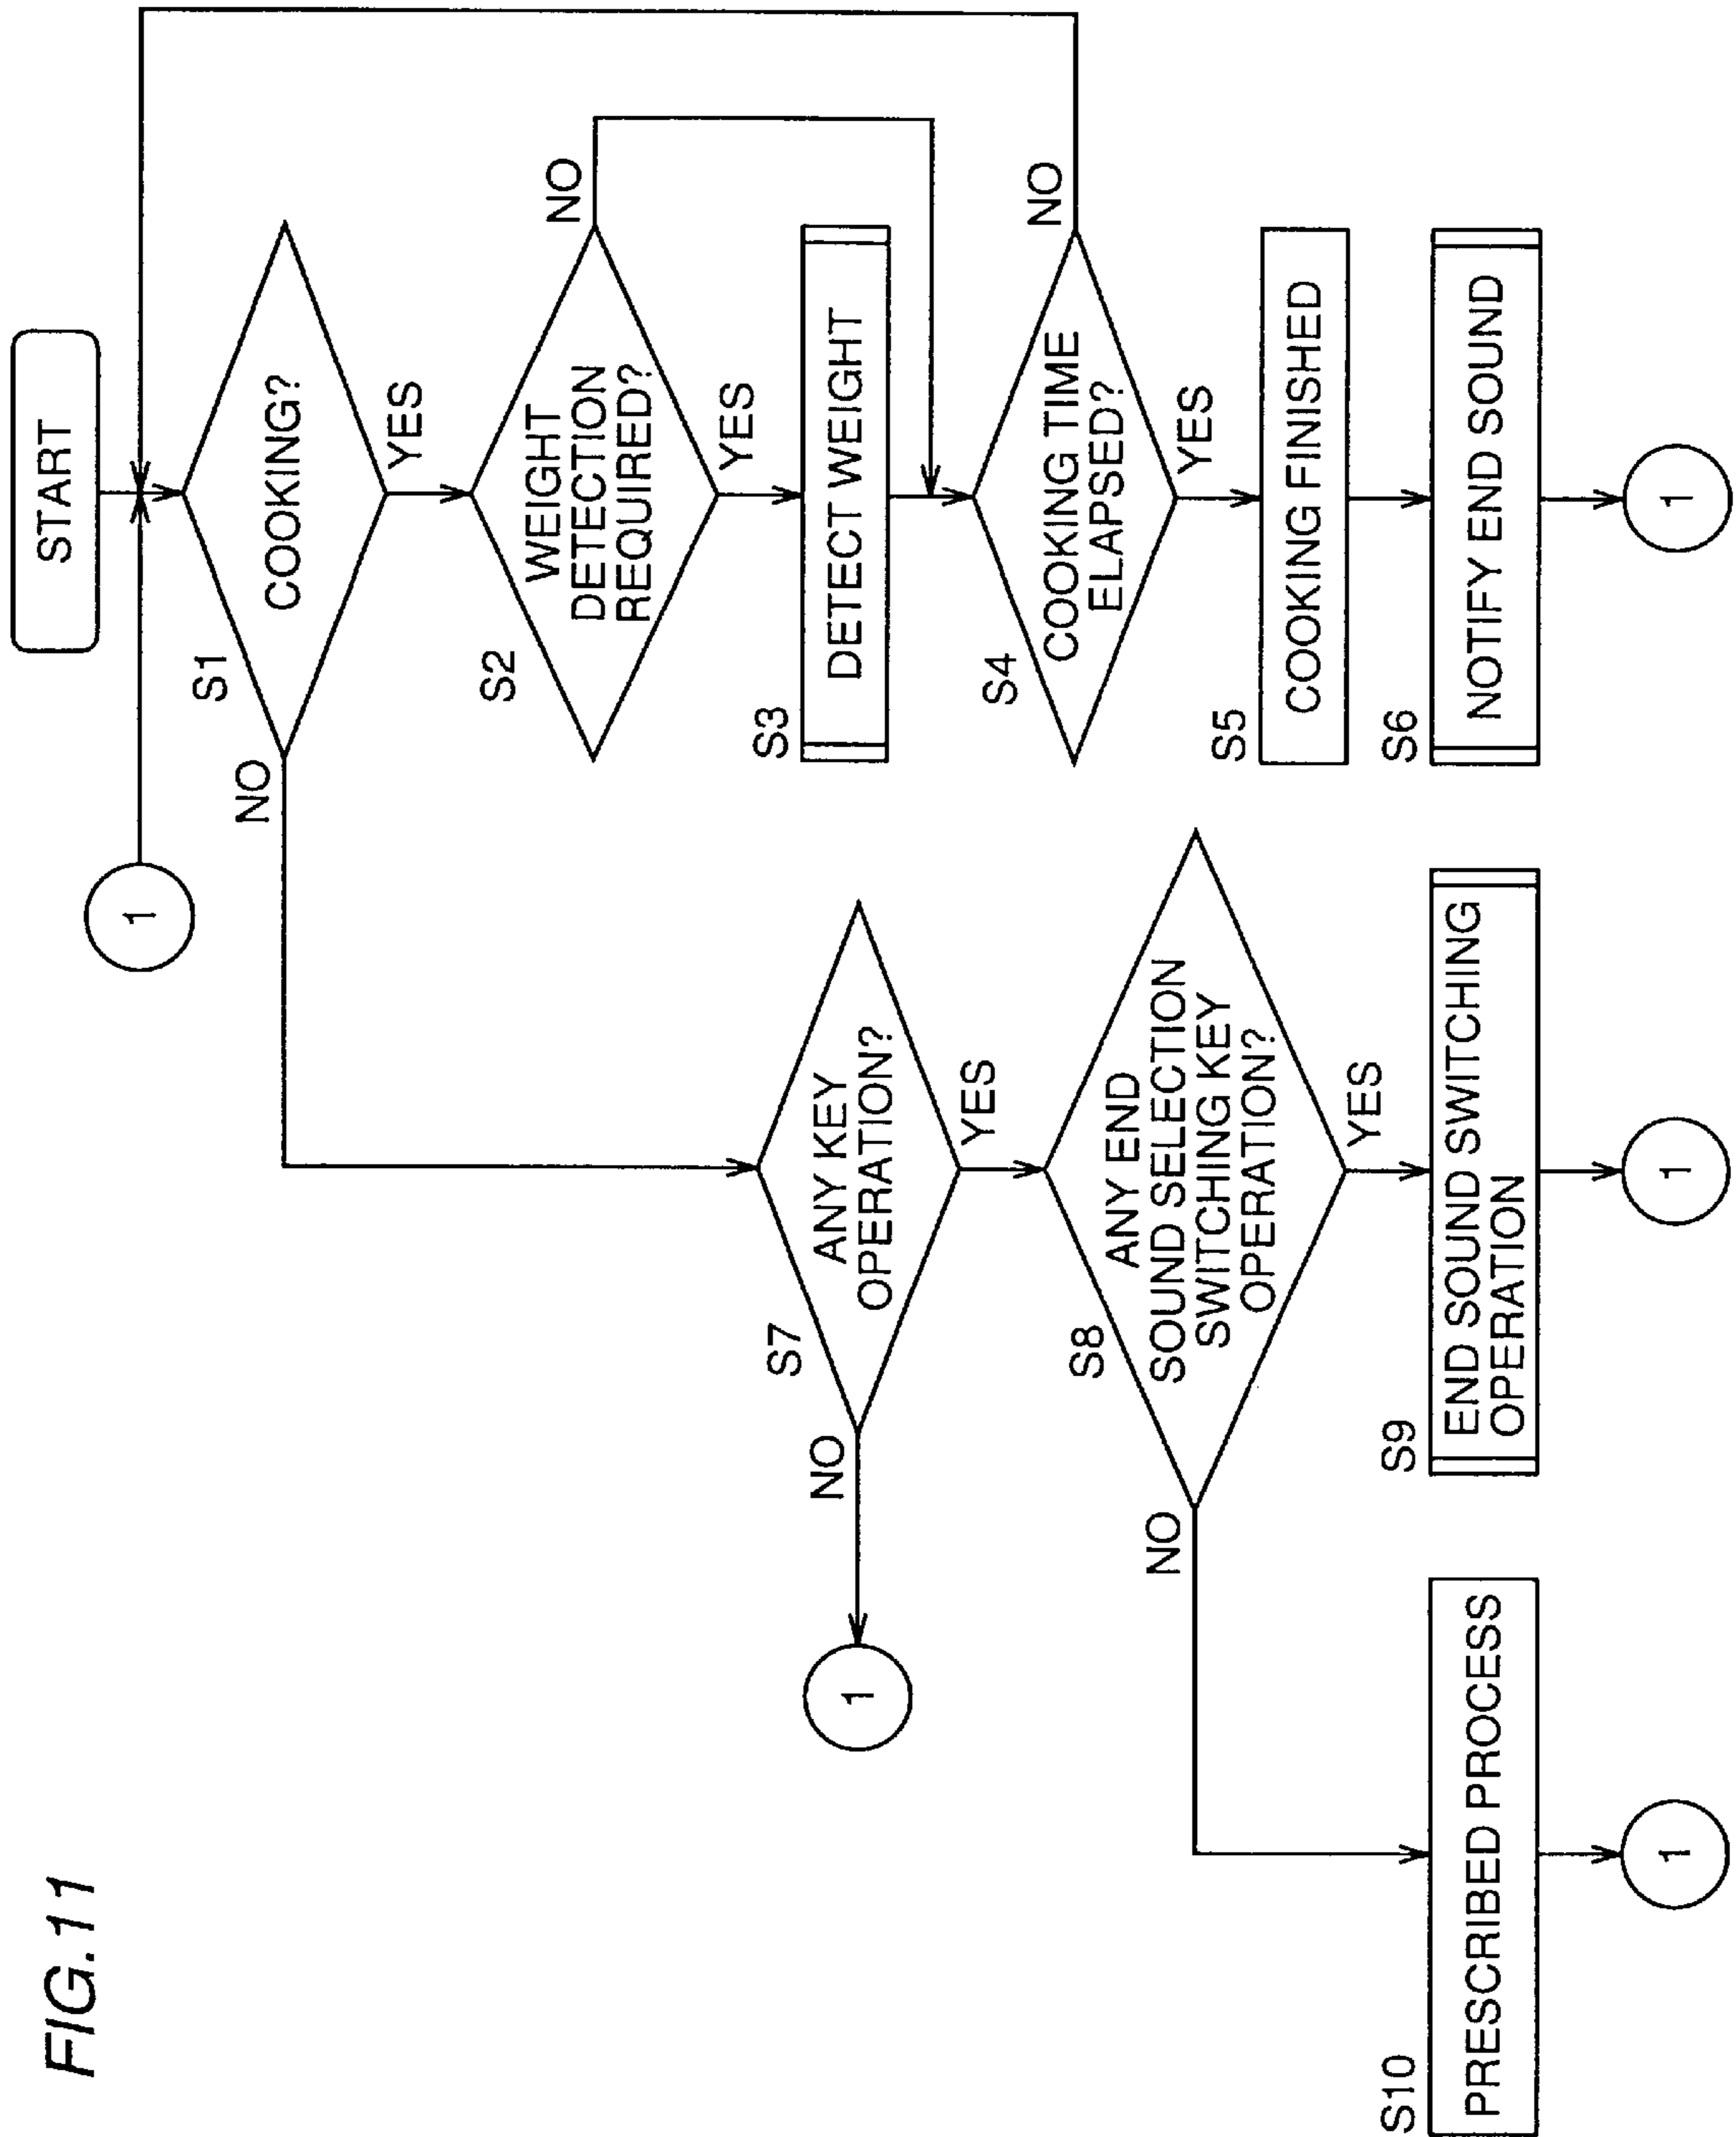 FIG.11
START
1
S1
COOKING?
NO
YES
S2
WEIGHT
DETECTION
REQUIRED?
NO
YES
S3
DETECT WEIGHT
S4
COOKING TIME
ELAPSED?
NO
YES
S5
COOKING FINISHED
S6
NOTIFY END SOUND
1
S7
ANY KEY
OPERATION?
NO
1
YES
S8
ANY END
SOUND SELECTION
SWITCHING KEY
OPERATION?
NO
YES
S9
END SOUND SWITCHING
OPERATION
1
S10
PRESCRIBED PROCESS
1